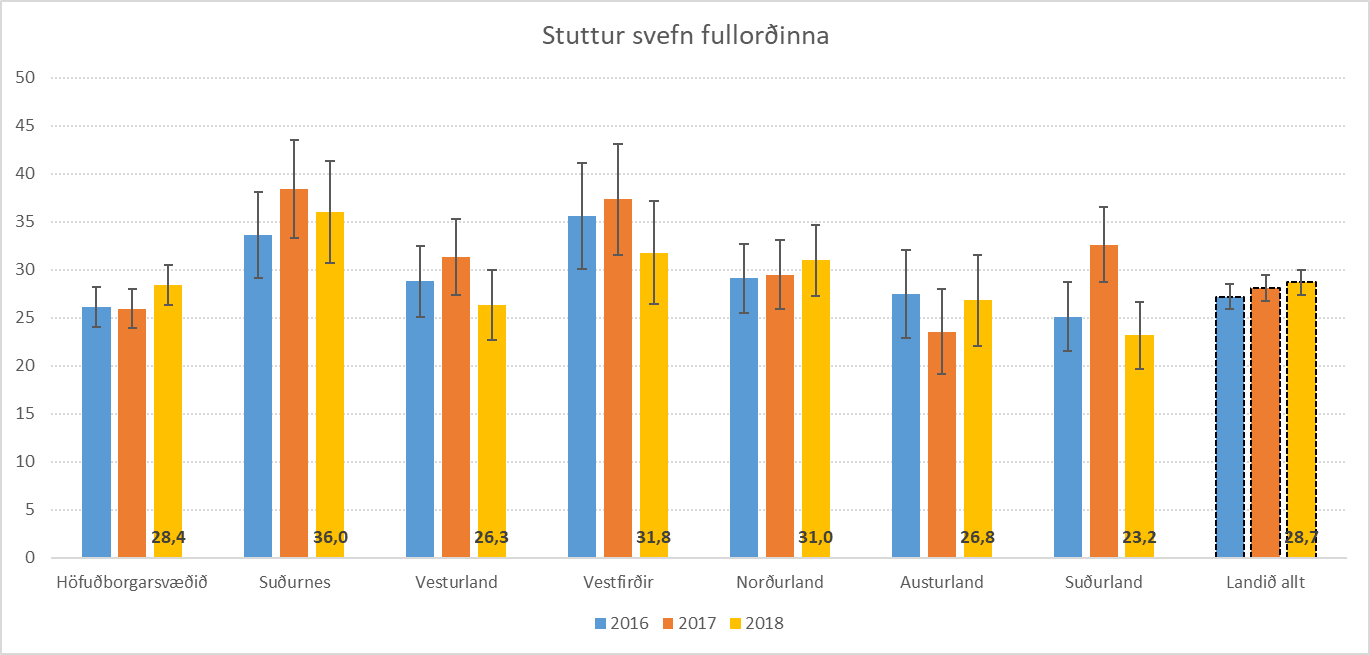 Stuttur svefn fullorðinna
50
45
40
35
30
25
20
15
10
5
0
28,4 36,0 26,3 31,8 31,0 26,8 23,2 28,7
Höfuðborgarsvæðið Suðurnes Vesturland Vestfirðir Norðurland Austurland Suðurland Landið allt
2016 2017 2018